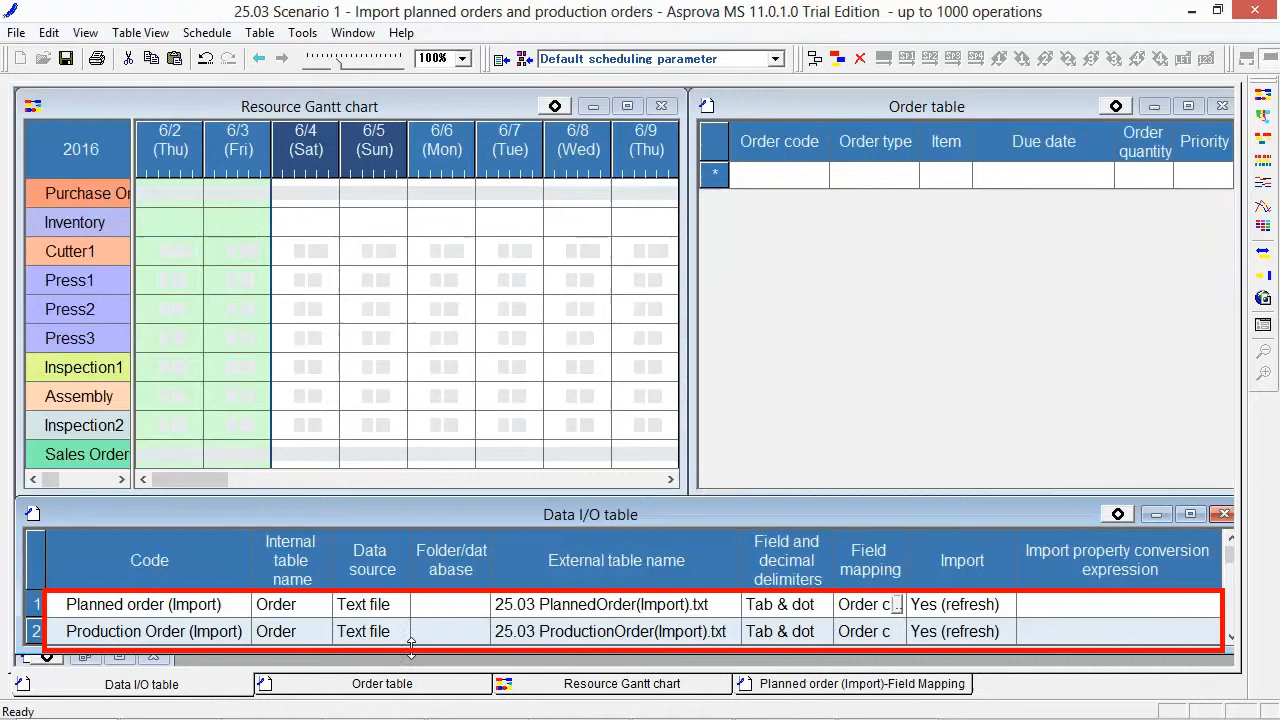 25.03 Scenario 1 - Import planned orders and production orders - Asprova MS 11.0.1.0 Trial Edition - up to 1000 operations
File Edit View Table View Schedule Table Tools Window Help
100% Default scheduling parameter
Resource Gantt chart
2016
6/2 6/3 6/4 6/5 6/6 6/7 6/8 6/9
(Thu) (Fri) (Sat) (Sun) (Mon) (Tue) (Wed) (Thu)
Purchase Or
Inventory
Cutter1
Press1
Press2
Press3
Inspection1
Assembly
Inspection2
Sales Order
Order table
Order code Order type Item Due date Order quantity Priority
*
Data I/O table
Code Internal table name Data source Folder/dat abase External table name Field and decimal delimiters Field mapping Import Import property conversion expression
1 Planned order (Import) Order Text file 25.03 PlannedOrder(Import).txt Tab & dot Order c Yes (refresh)
2 Production Order (Import) Order Text file 25.03 ProductionOrder(Import).txt Tab & dot Order c Yes (refresh)
Data I/O table Order table Resource Gantt chart Planned order (Import)-Field Mapping
Ready